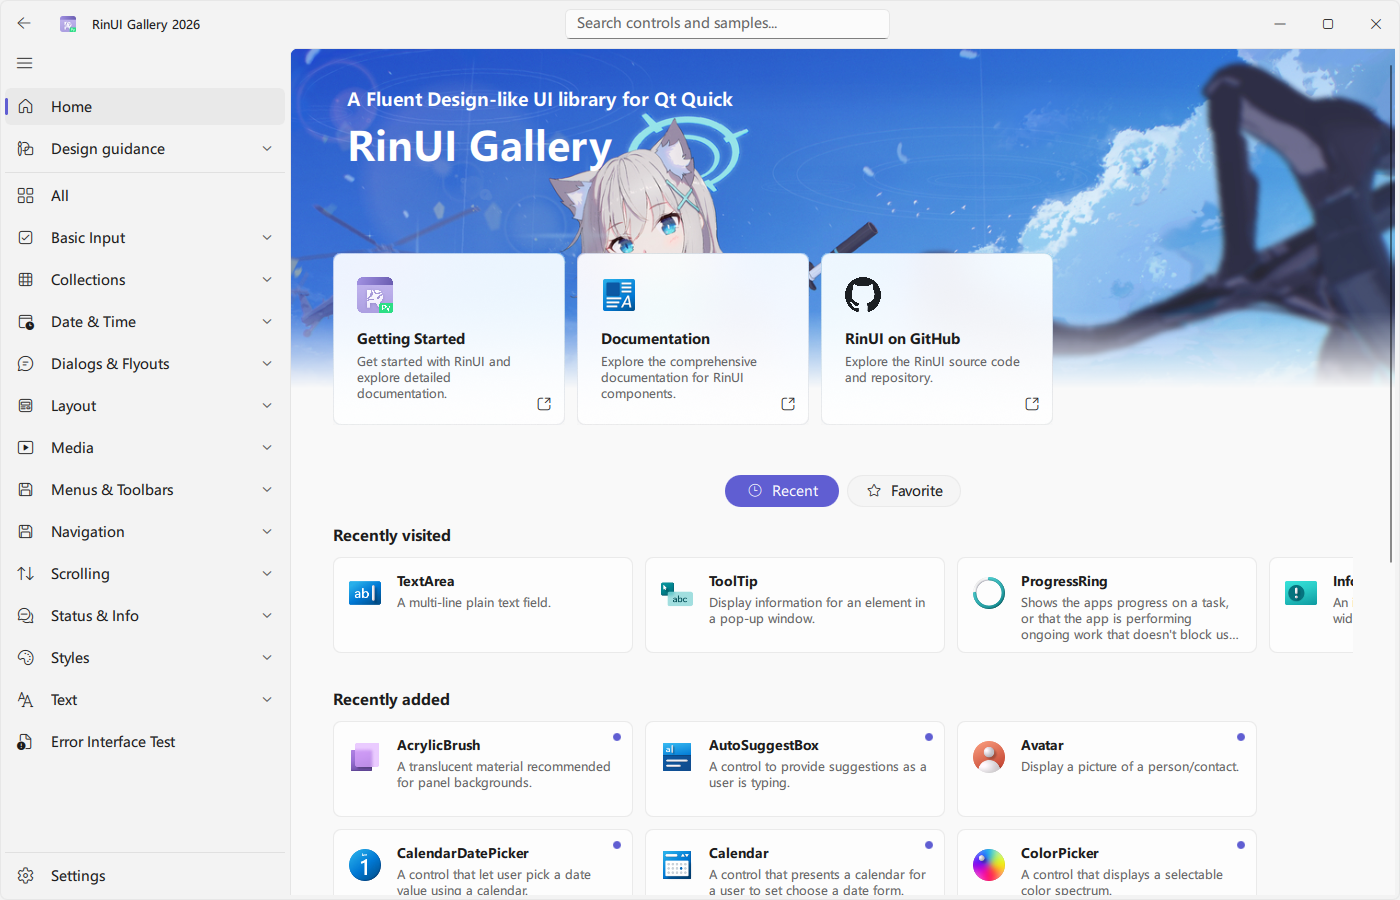 RinUI Gallery 2026
Search controls and samples...
Home
Design guidance
All
Basic Input
Collections
Date & Time
Dialogs & Flyouts
Layout
Media
Menus & Toolbars
Navigation
Scrolling
Status & Info
Styles
Text
Error Interface Test
Settings
A Fluent Design-like UI library for Qt Quick
RinUI Gallery
Getting Started
Get started with RinUI and
explore detailed
documentation.
Documentation
Explore the comprehensive
documentation for RinUI
components.
RinUI on GitHub
Explore the RinUI source code
and repository.
Recent
Favorite
Recently visited
TextArea
A multi-line plain text field.
ToolTip
Display information for an element in
a pop-up window.
ProgressRing
Shows the apps progress on a task,
or that the app is performing
ongoing work that doesn't block us...
Recently added
AcrylicBrush
A translucent material recommended
for panel backgrounds.
AutoSuggestBox
A control to provide suggestions as a
user is typing.
Avatar
Display a picture of a person/contact.
CalendarDatePicker
A control that let user pick a date
value using a calendar.
Calendar
A control that presents a calendar for
a user to set choose a date form.
ColorPicker
A control that displays a selectable
color spectrum.